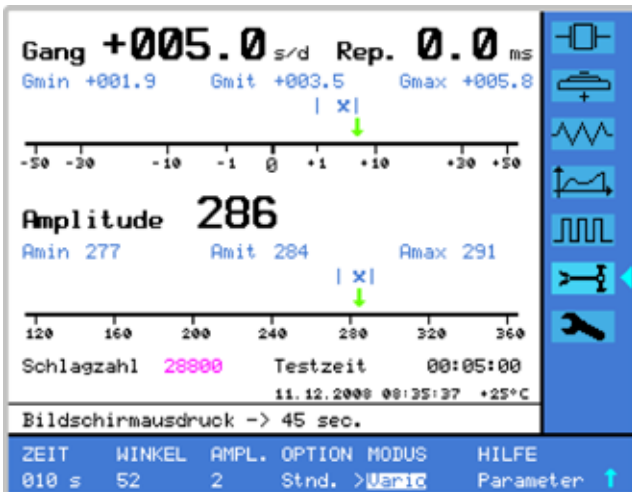 Gang +005.0 s/d Rep. 0.0 ms
Gmin +001.9 Gmit +003.5 Gmax +005.8
-50 -30 -10 -1 0 +1 +10 +30 +50
Amplitude 286
Amin 277 Amit 284 Amax 291
120 160 200 240 280 320 360
Schlagzahl 28800 Testzeit 00:05:00
11.12.2008 08:35:37 +25°C
Bildschirmausdruck -> 45 sec.
ZEIT WINKEL AMPL. OPTION MODUS HILFE
010 s 52 2 Stnd. >Vario Parameter ↑